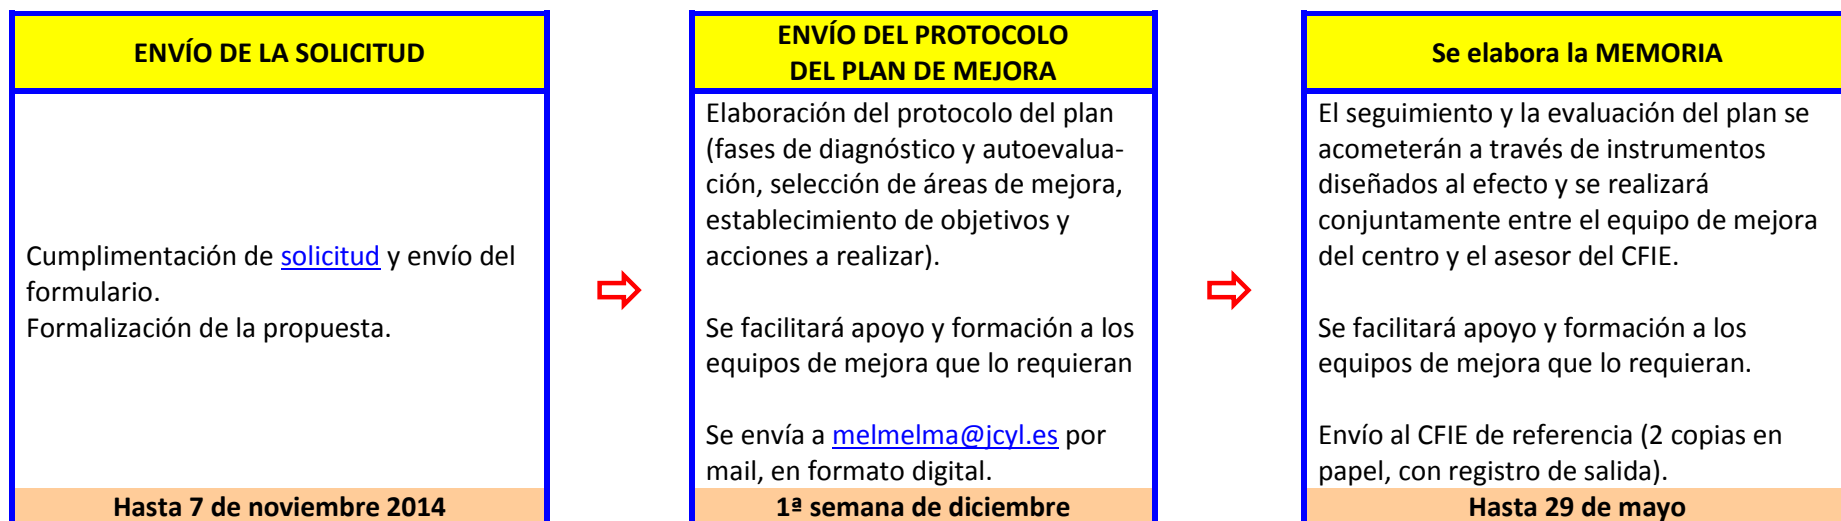 ENVÍO DE LA SOLICITUD
Cumplimentación de solicitud y envío del
formulario.
Formalización de la propuesta.
Hasta 7 de noviembre 2014
ENVÍO DEL PROTOCOLO
DEL PLAN DE MEJORA
Elaboración del protocolo del plan
(fases de diagnóstico y autoevalua-
ción, selección de áreas de mejora,
establecimiento de objetivos y
acciones a realizar).
Se facilitará apoyo y formación a los
equipos de mejora que lo requieran
Se envía a melmelma@jcyl.es por
mail, en formato digital.
1ª semana de diciembre
Se elabora la MEMORIA
El seguimiento y la evaluación del plan se
acometerán a través de instrumentos
diseñados al efecto y se realizará
conjuntamente entre el equipo de mejora
del centro y el asesor del CFIE.
Se facilitará apoyo y formación a los
equipos de mejora que lo requieran.
Envío al CFIE de referencia (2 copias en
papel, con registro de salida).
Hasta 29 de mayo